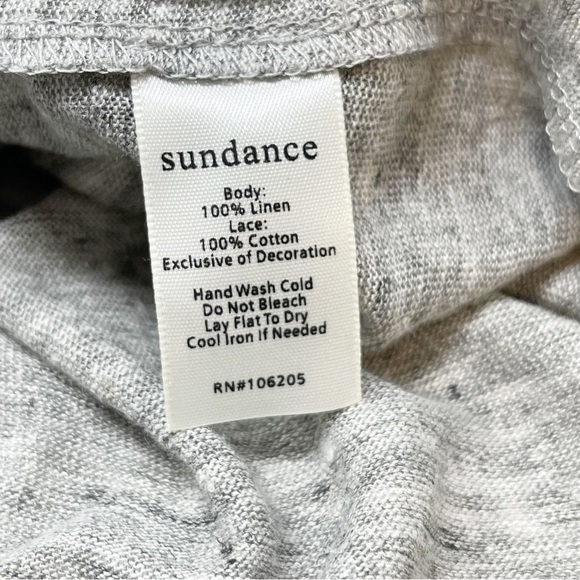 sundance
Body:
100% Linen
Lace:
100% Cotton
Exclusive of Decoration
Hand Wash Cold
Do Not Bleach
Lay Flat To Dry
Cool Iron If Needed
RN#106205